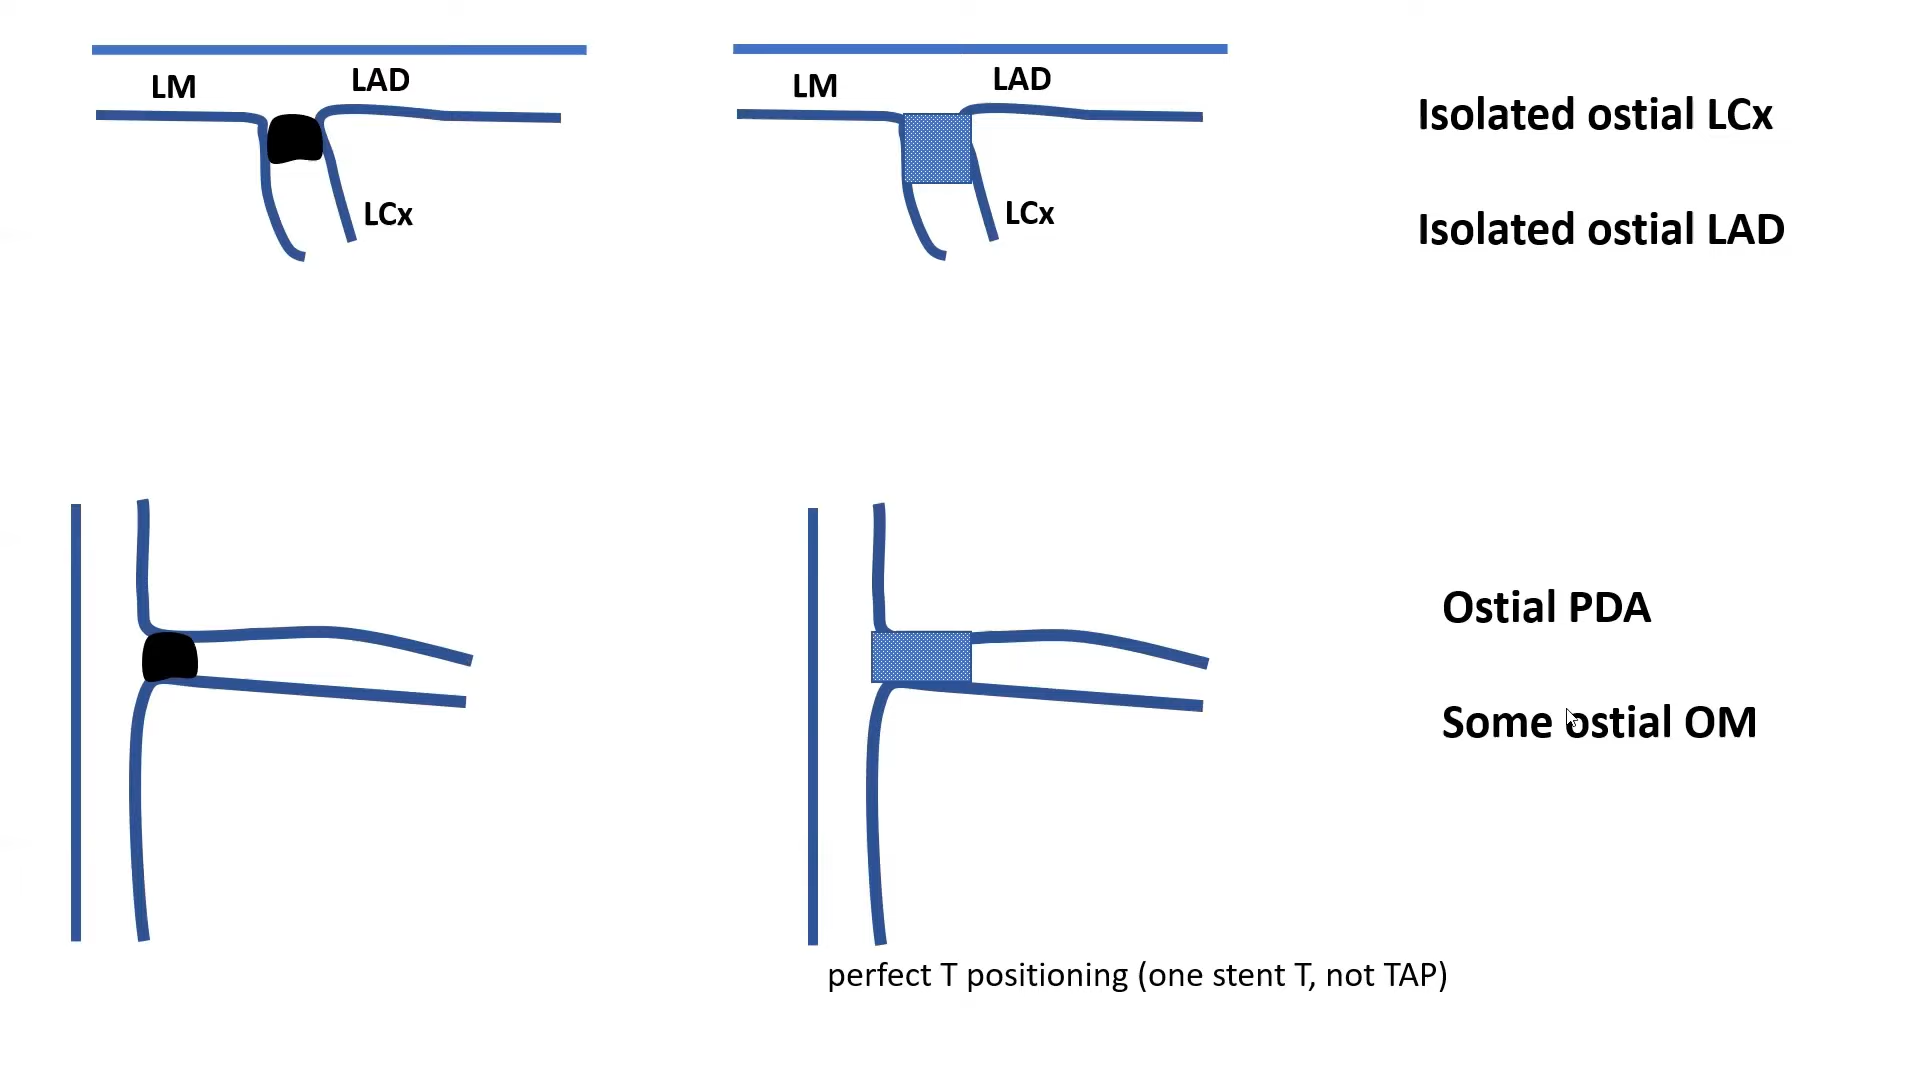 LM
LAD
LCx
LM
LAD
LCx
Isolated ostial LCx
Isolated ostial LAD
Ostial PDA
Some ostial OM
perfect T positioning (one stent T, not TAP)